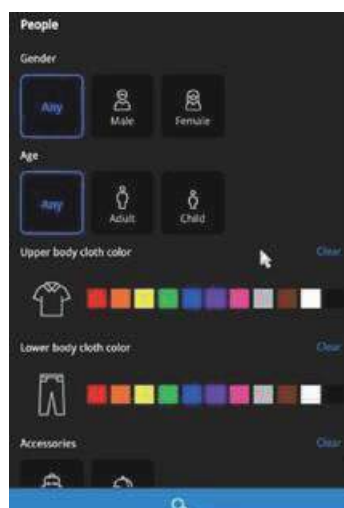 People
Gender
Any
Male
Female
Age
Any
Adult
Child
Upper body cloth color Clear
Lower body cloth color Clear
Accessories Clear